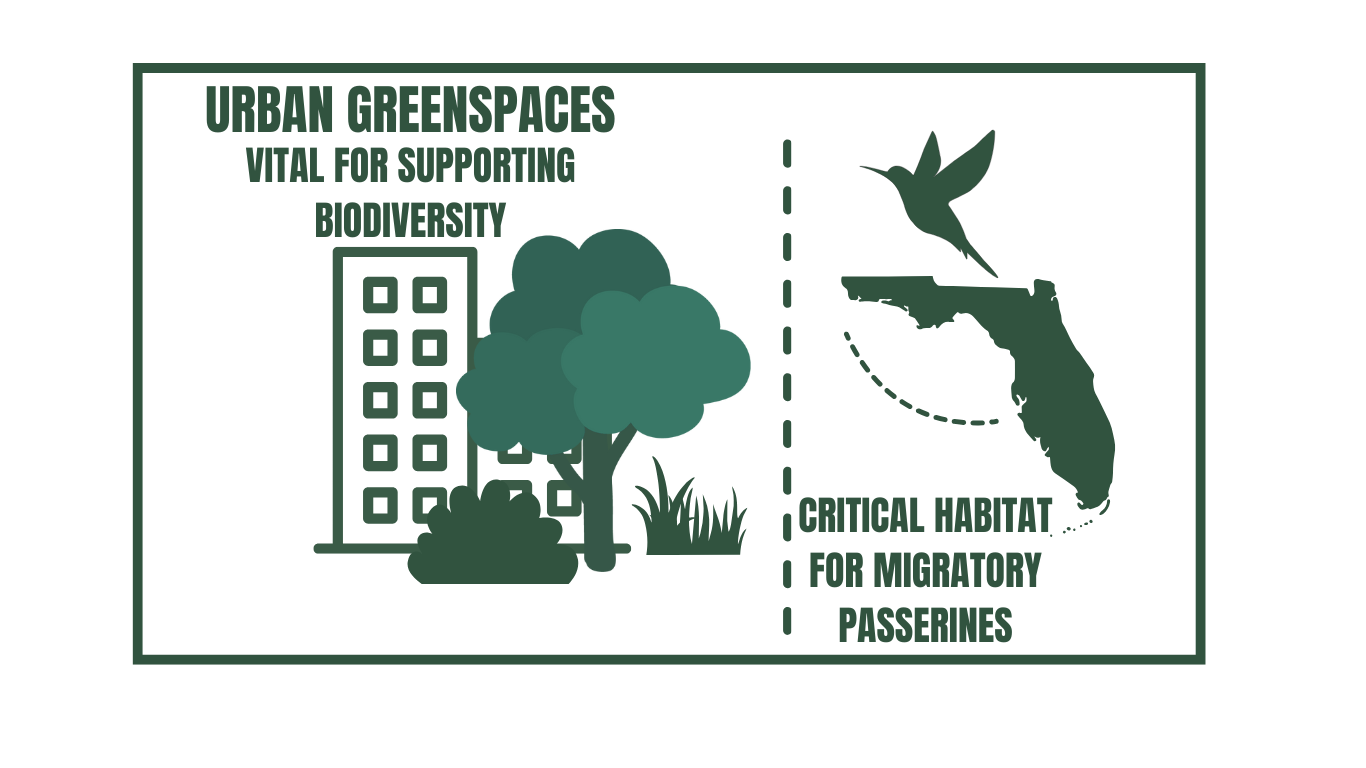 URBAN GREENSPACES
VITAL FOR SUPPORTING
BIODIVERSITY
CRITICAL HABITAT
FOR MIGRATORY
PASSERINES